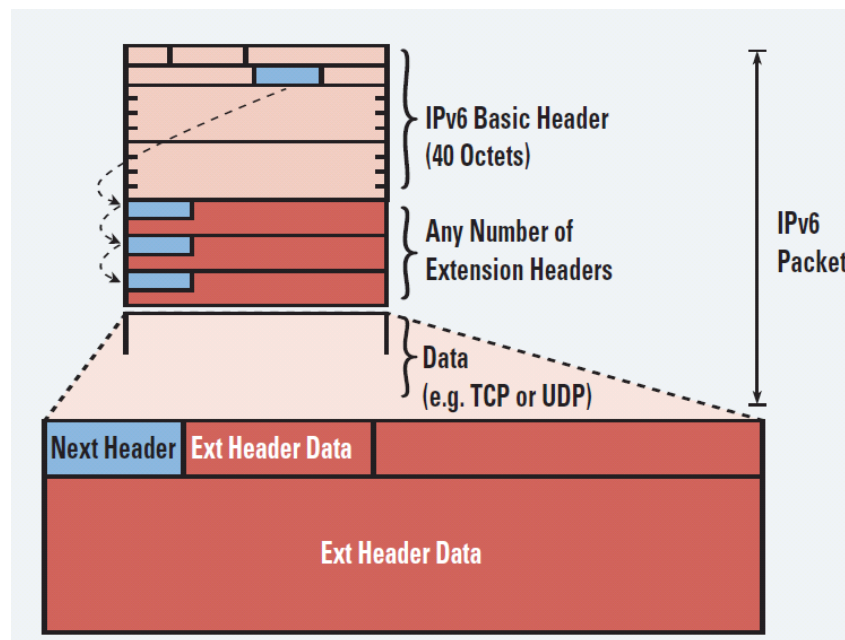 IPv6 Basic Header
(40 Octets)
Any Number of
Extension Headers
IPv6
Packet
Data
(e.g. TCP or UDP)
Next Header
Ext Header Data
Ext Header Data